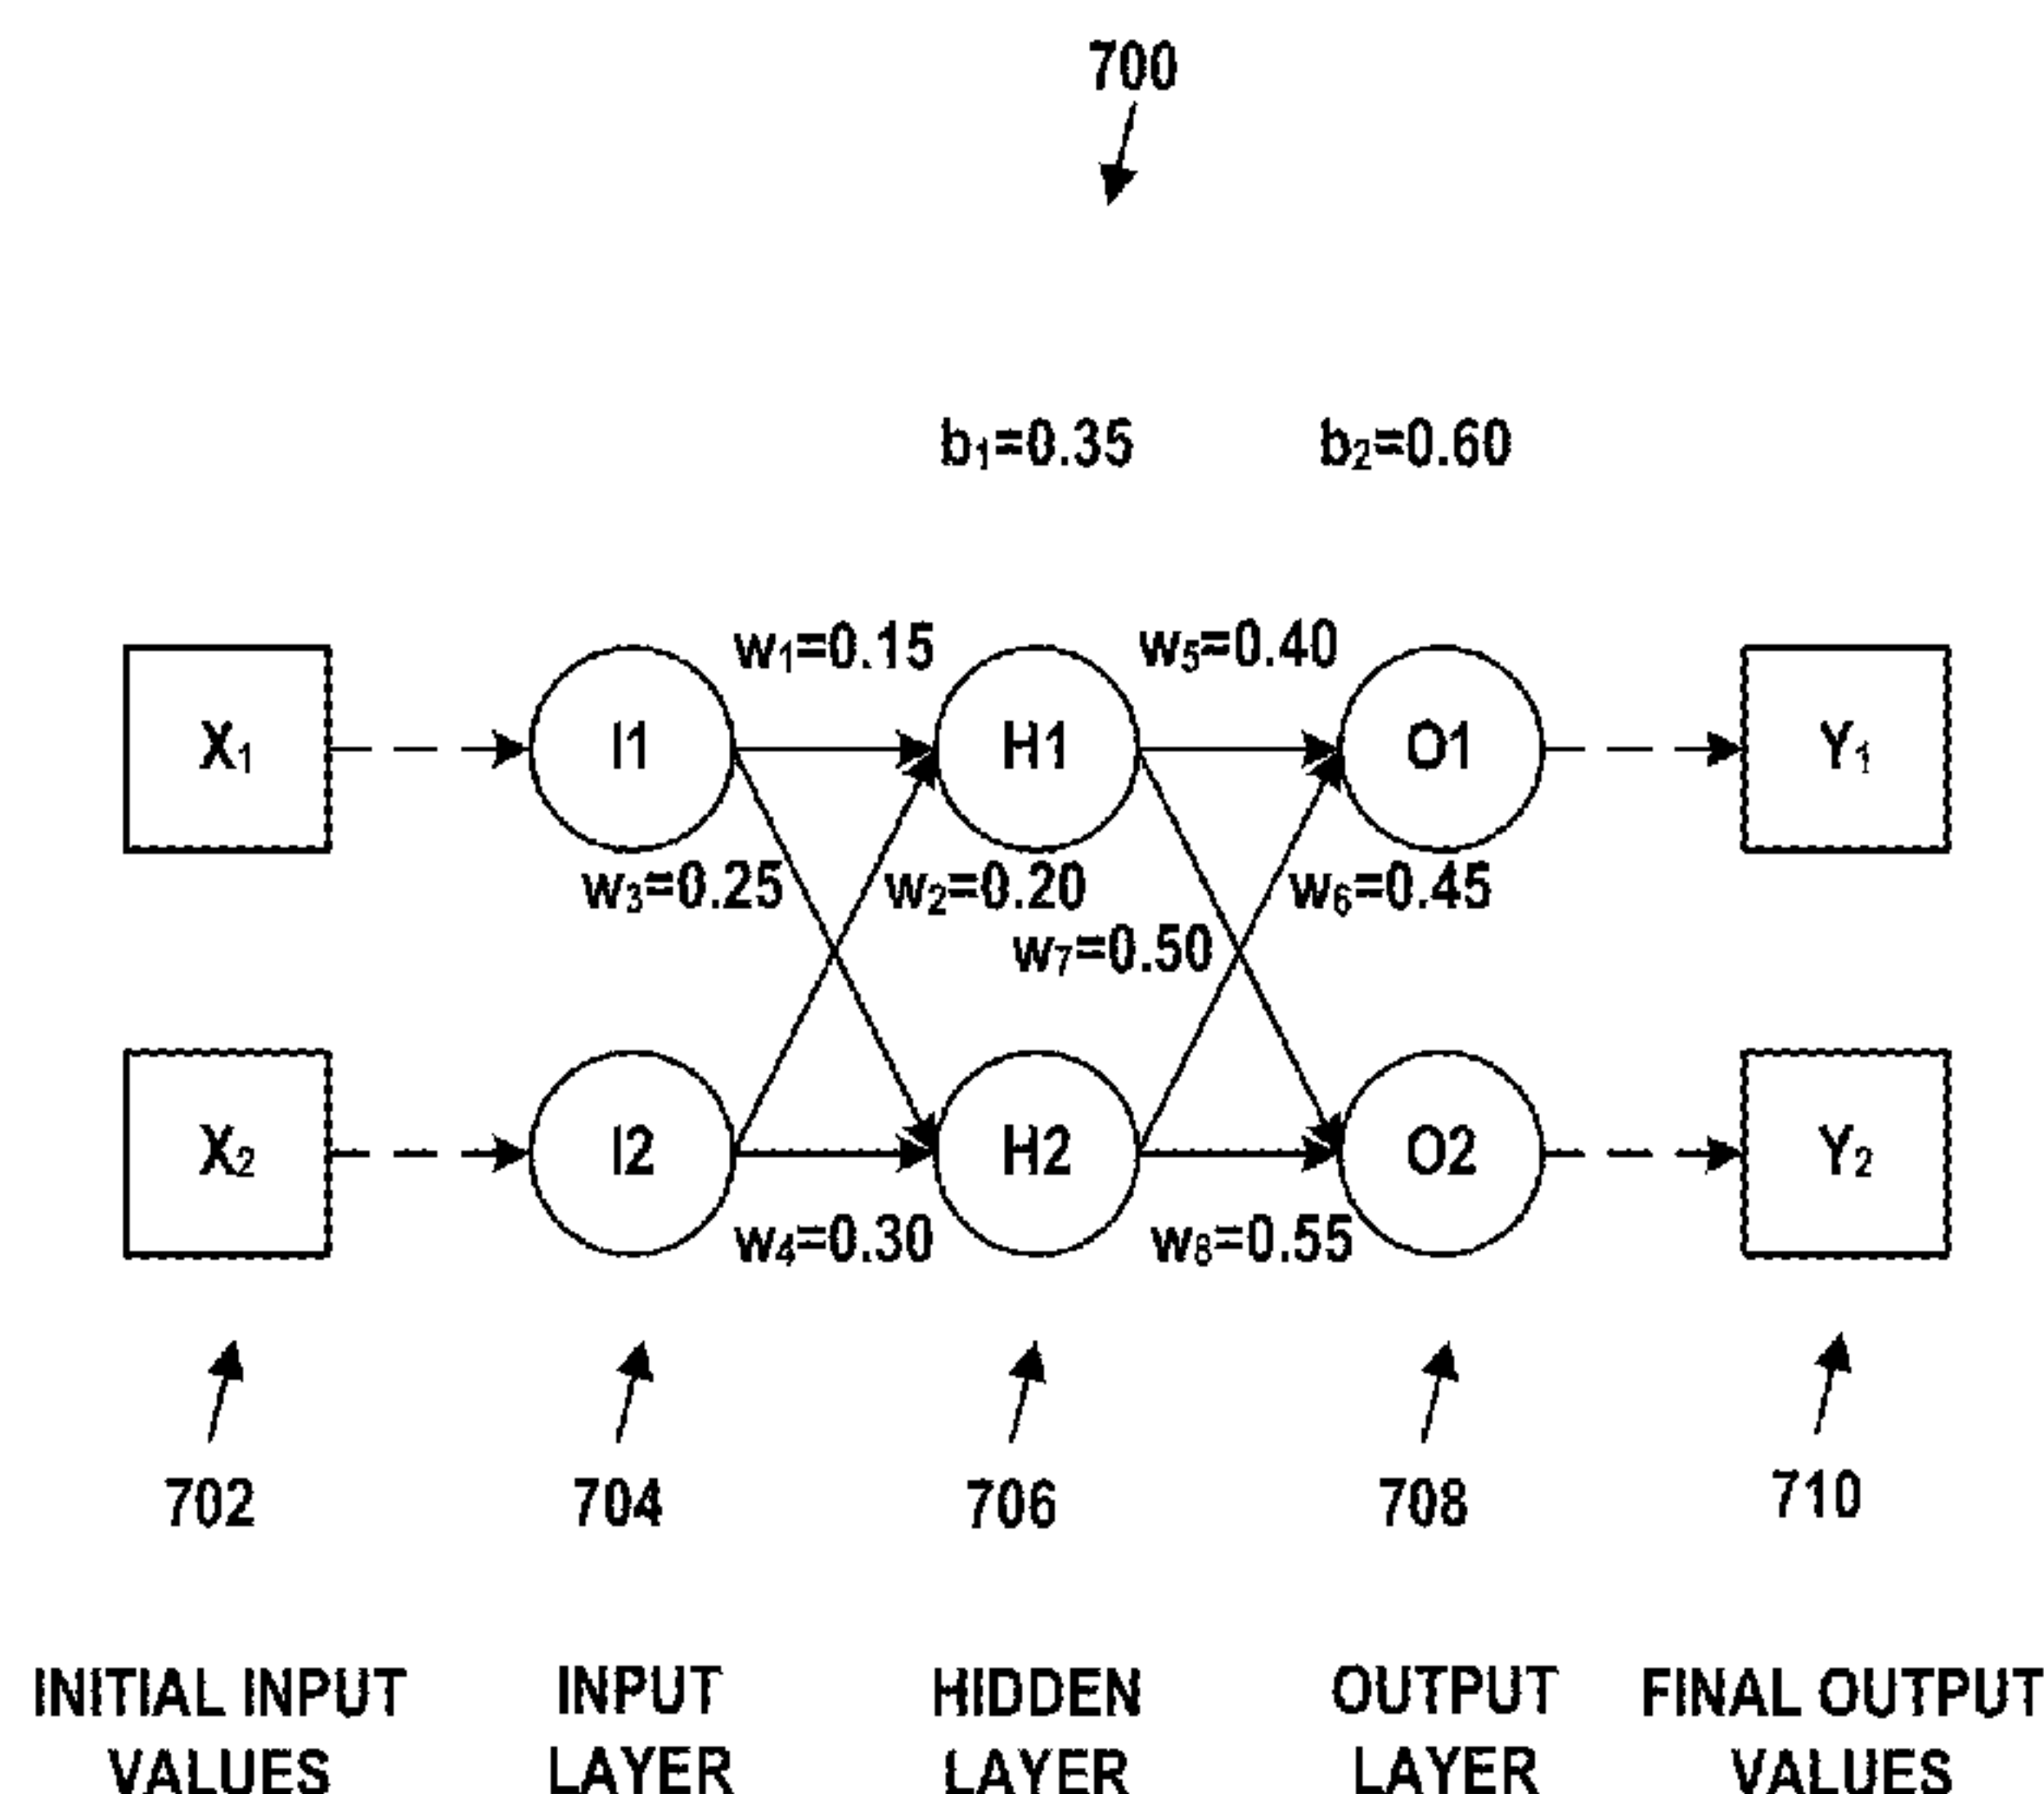 700
b₁=0.35 b₂=0.60
w₁=0.15 w₅=0.40
X₁ I1 H1 O1 Y₁
w₃=0.25 w₂=0.20 w₆=0.45
w₇=0.50
X₂ I2 H2 O2 Y₂
w₄=0.30 w₈=0.55
702 704 706 708 710
INITIAL INPUT INPUT HIDDEN OUTPUT FINAL OUTPUT
VALUES LAYER LAYER LAYER VALUES